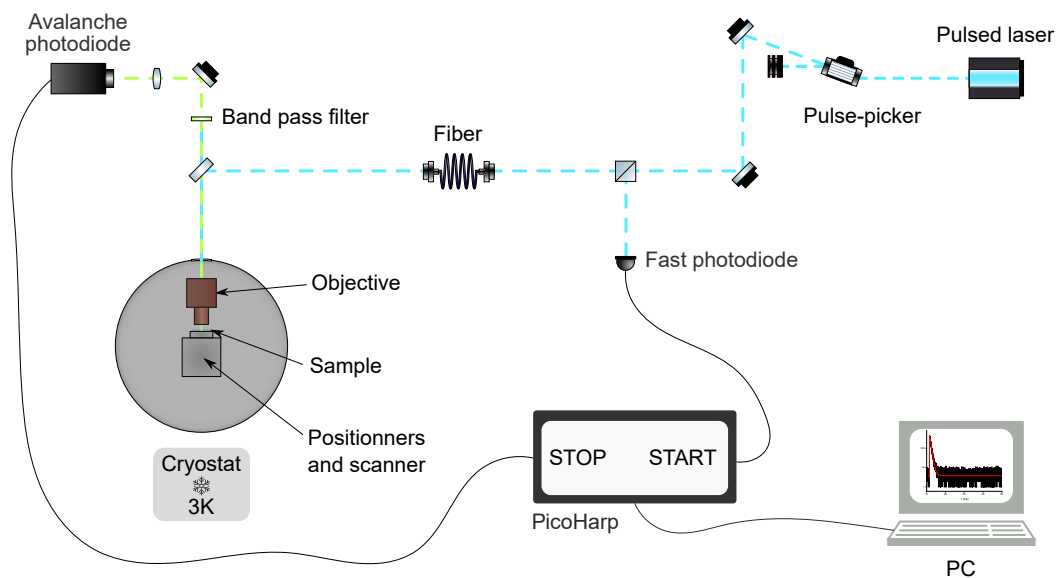 Avalanche
photodiode
Pulsed laser
Pulse-picker
Band pass filter
Fiber
Fast photodiode
Objective
Sample
Positionners
and scanner
Cryostat
3K
STOP
START
PicoHarp
PC